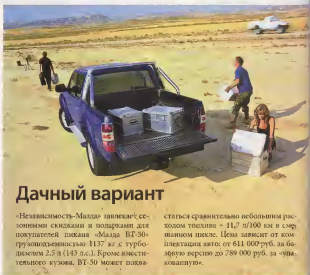 Дачный вариант
«Независимость-Мазда» завлекает се-
зонными скидками и подарками для
покупателей пикапа «Мазда BT-50»
грузоподъемностью 1137 кг с турбо-
дизелем 2,5 л (143 л.с.). Кроме вмести-
тельного кузова, BT-50 может похва-
статься сравнительно небольшим рас-
ходом топлива – 11,7 л/100 км в сме-
шанном цикле. Цена зависит от ком-
плектации авто: от 611 000 руб. за ба-
зовую версию до 789 000 руб. за «упа-
кованную».